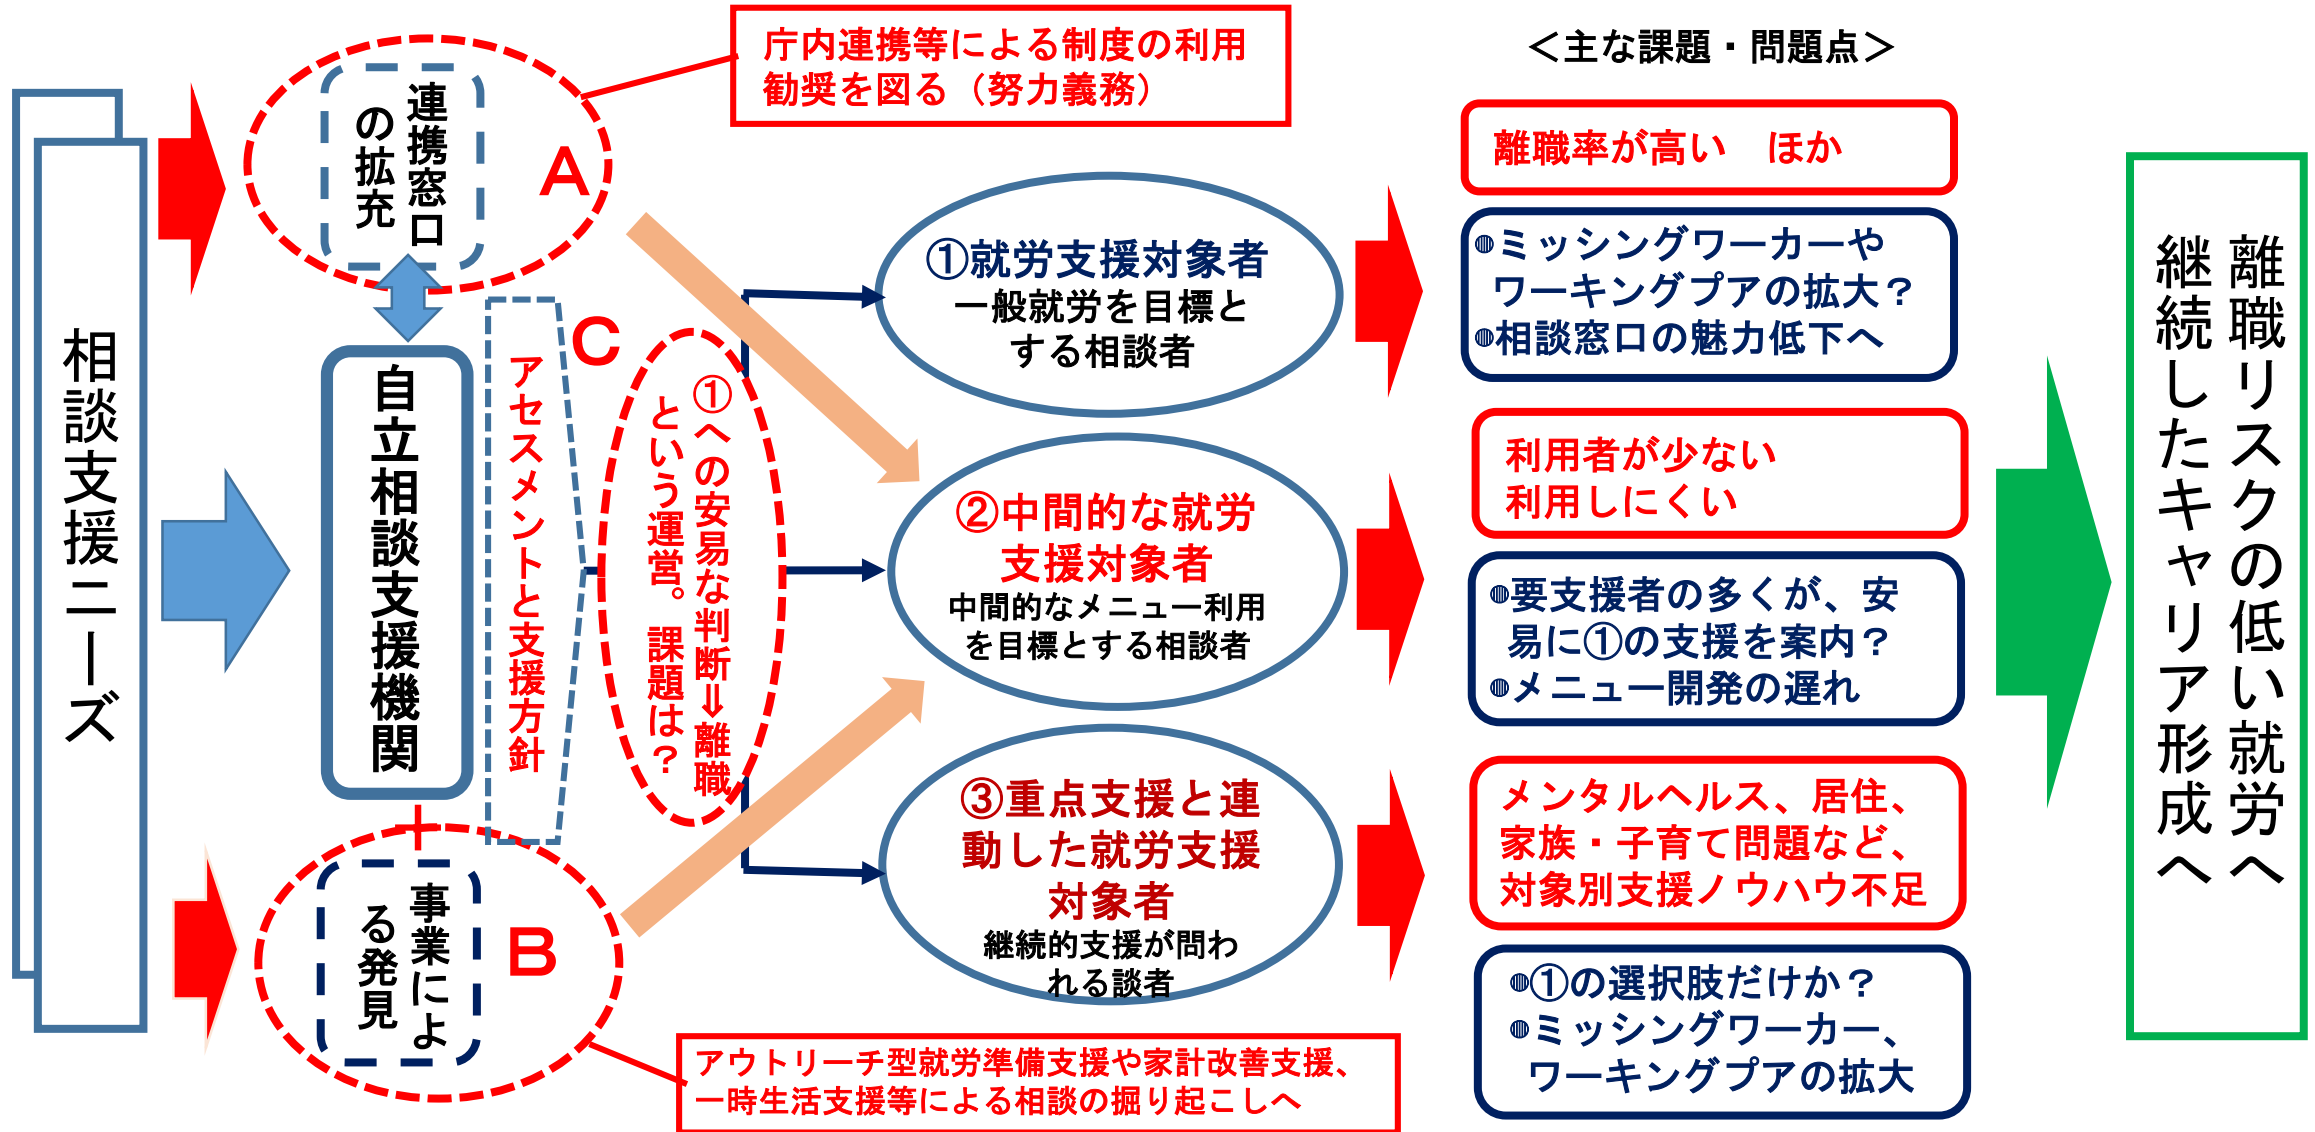 相談支援ニーズ
連携窓口
の拡充
A
庁内連携等による制度の利用
勧奨を図る（努力義務）
自立相談支援機関
＋
事業によ
る発見
B
アウトリーチ型就労準備支援や家計改善支援、
一時生活支援等による相談の掘り起こしへ
アセスメントと支援方針
C
①への安易な判断⇒離職
という運営。課題は？
①就労支援対象者
一般就労を目標と
する相談者
②中間的な就労
支援対象者
中間的なメニュー利用
を目標とする相談者
③重点支援と連
動した就労支援
対象者
継続的支援が問わ
れる談者
＜主な課題・問題点＞
離職率が高い　ほか
◍ミッシングワーカーや
ワーキングプアの拡大？
◍相談窓口の魅力低下へ
利用者が少ない
利用しにくい
◍要支援者の多くが、安
易に①の支援を案内？
◍メニュー開発の遅れ
メンタルヘルス、居住、
家族・子育て問題など、
対象別支援ノウハウ不足
◍①の選択肢だけか？
◍ミッシングワーカー、
ワーキングプアの拡大
離職リスクの低い就労へ
継続したキャリア形成へ